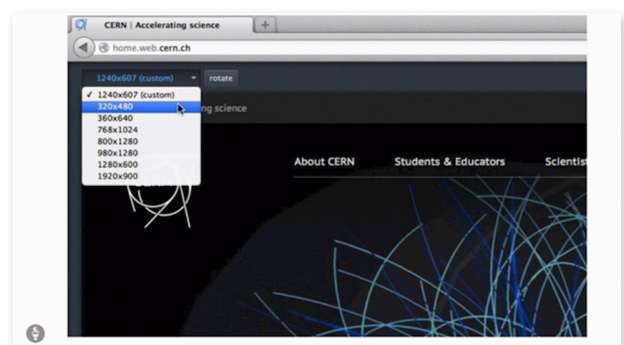 CERN | Accelerating science
+
home.web.cern.ch
1240x607 (custom) rotate
✓ 1240x607 (custom)
320x480
360x640
768x1024
800x1280
980x1280
1280x600
1920x900
ng science
About CERN Students & Educators Scientist